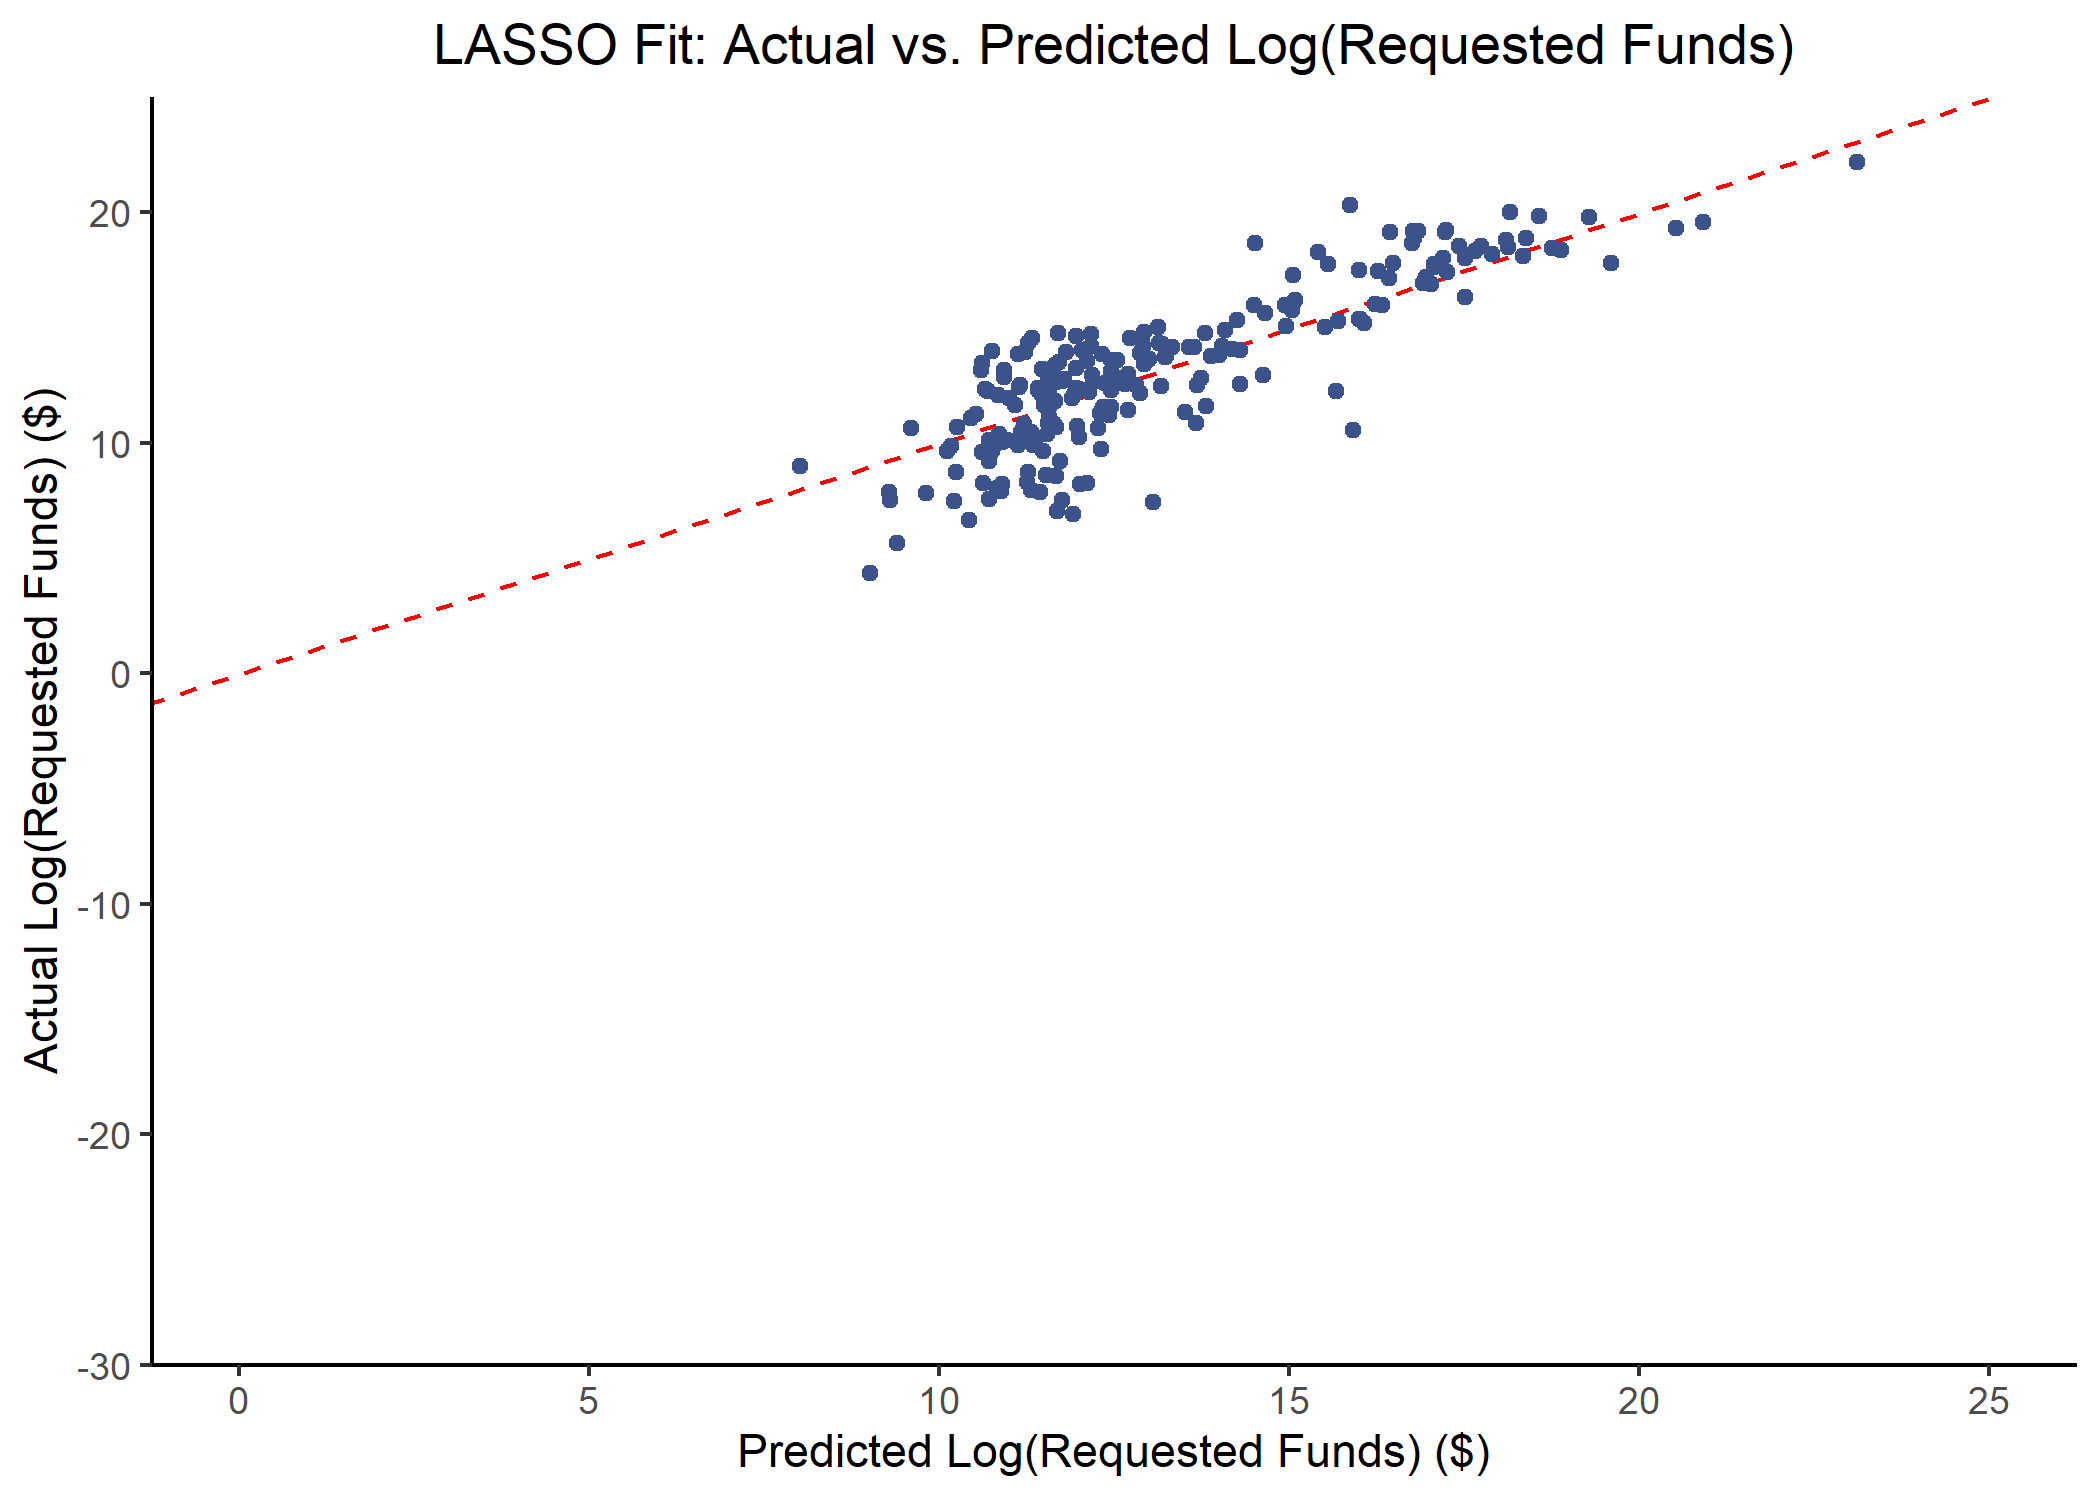 LASSO Fit: Actual vs. Predicted Log(Requested Funds)
Actual Log(Requested Funds) ($)
20
10
0
-10
-20
-30
0 5 10 15 20 25
Predicted Log(Requested Funds) ($)